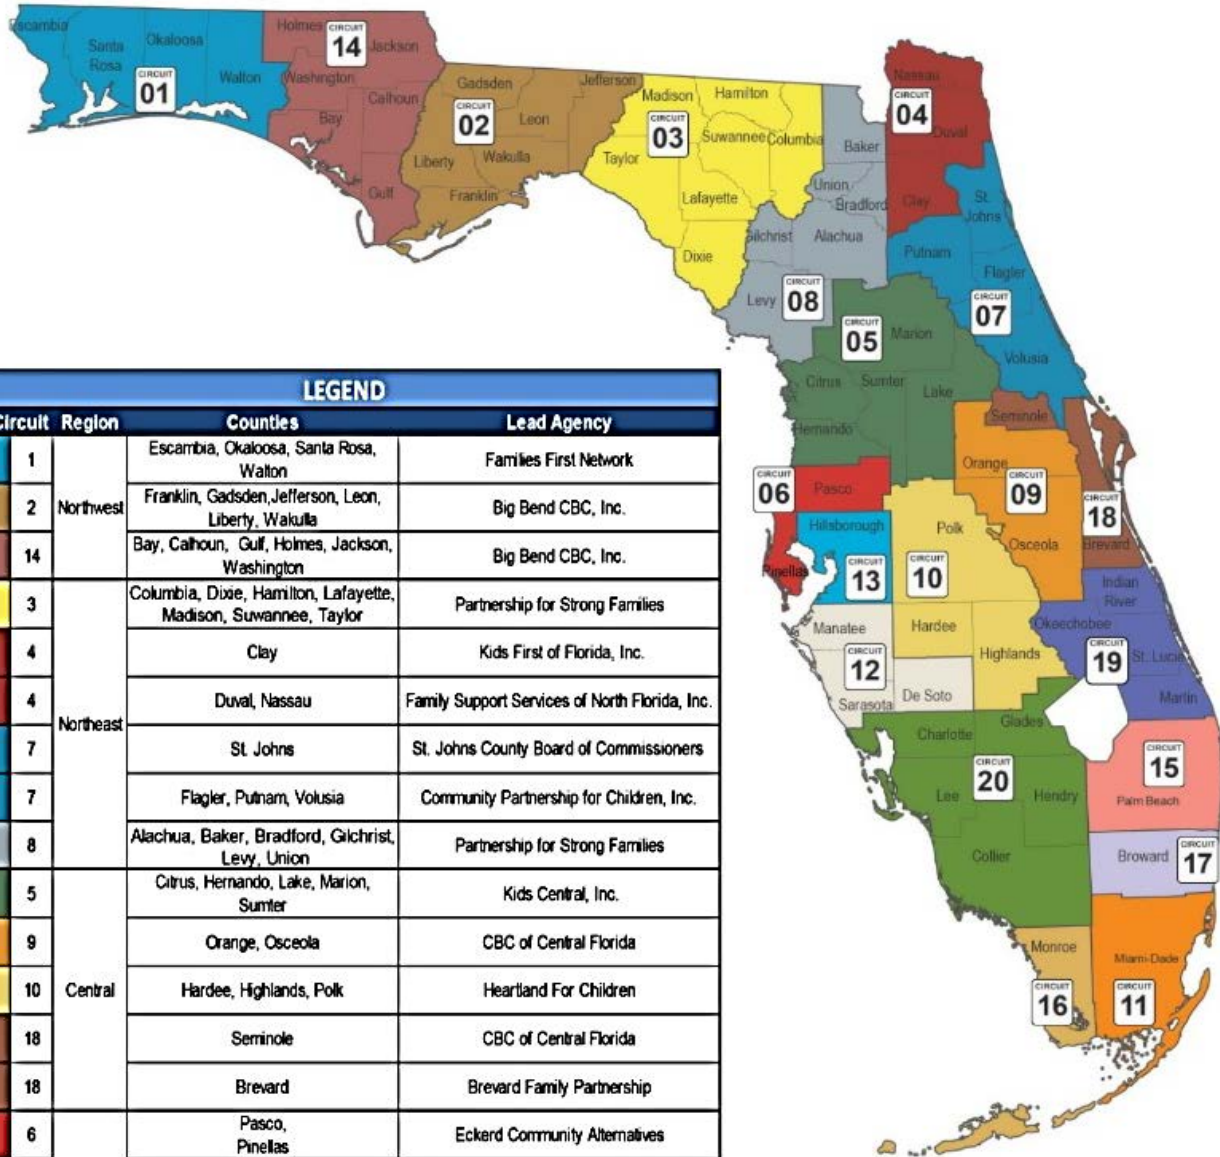 Escambia
Santa
Rosa
Okaloosa
Walton
CIRCUIT
01
Holmes
CIRCUIT
14
Jackson
Washington
Calhoun
Bay
Gulf
Gadsden
Jefferson
CIRCUIT
02
Leon
Liberty
Wakulla
Franklin
Madison
Hamilton
CIRCUIT
03
Suwannee
Columbia
Taylor
Lafayette
Dixie
Nassau
CIRCUIT
04
Duval
Clay
Baker
Union
Bradford
Gilchrist
Alachua
Levy
CIRCUIT
08
St.
Johns
Putnam
Flagler
CIRCUIT
07
Volusia
CIRCUIT
05
Marion
Citrus
Sumter
Lake
Hernando
Seminole
Orange
CIRCUIT
09
Osceola
CIRCUIT
18
Brevard
CIRCUIT
06
Pasco
Pinellas
Hillsborough
CIRCUIT
13
Polk
CIRCUIT
10
Hardee
Highlands
Indian
River
Okeechobee
CIRCUIT
19
St. Lucie
Martin
Manatee
CIRCUIT
12
Sarasota
De Soto
Charlotte
Glades
CIRCUIT
20
Lee
Hendry
Collier
CIRCUIT
15
Palm Beach
Broward
CIRCUIT
17
Monroe
CIRCUIT
16
Miami-Dade
CIRCUIT
11
LEGEND
Circuit Region Counties Lead Agency
Northwest
1 Escambia, Okaloosa, Santa Rosa,
Walton
Families First Network
2 Franklin, Gadsden,Jefferson, Leon,
Liberty, Wakulla
Big Bend CBC, Inc.
14 Bay, Calhoun, Gulf, Holmes, Jackson,
Washington
Big Bend CBC, Inc.
Northeast
3 Columbia, Dixie, Hamilton, Lafayette,
Madison, Suwannee, Taylor
Partnership for Strong Families
4 Clay Kids First of Florida, Inc.
4 Duval, Nassau Family Support Services of North Florida, Inc.
7 St. Johns St. Johns County Board of Commissioners
7 Flagler, Putnam, Volusia Community Partnership for Children, Inc.
8 Alachua, Baker, Bradford, Gilchrist,
Levy, Union
Partnership for Strong Families
Central
5 Citrus, Hernando, Lake, Marion,
Sumter
Kids Central, Inc.
9 Orange, Osceola CBC of Central Florida
10 Hardee, Highlands, Polk Heartland For Children
18 Seminole CBC of Central Florida
18 Brevard Brevard Family Partnership
6 Pasco,
Pinellas
Eckerd Community Alternatives